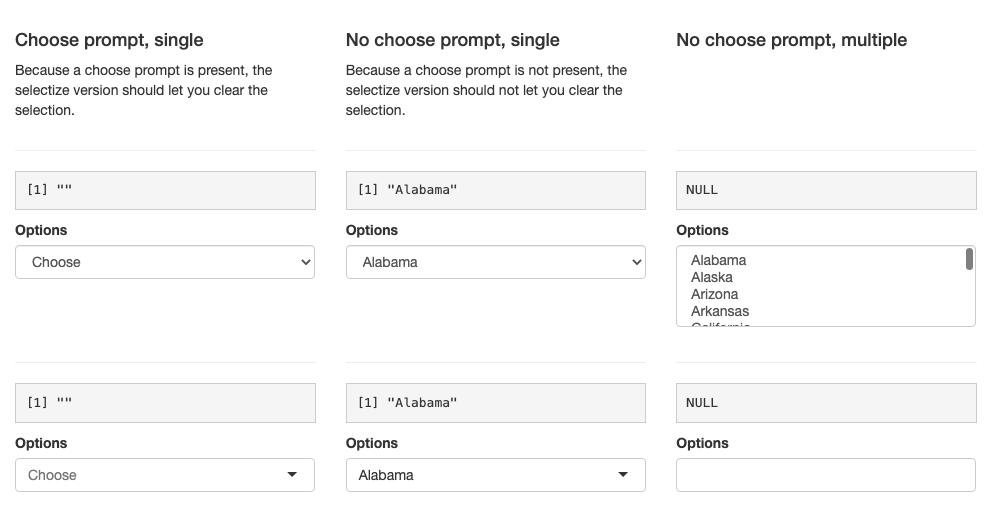 Choose prompt, single
Because a choose prompt is present, the
selectize version should let you clear the
selection.
No choose prompt, single
Because a choose prompt is not present, the
selectize version should not let you clear the
selection.
No choose prompt, multiple
[1] ""
Options
Choose
[1] "Alabama"
Options
Alabama
NULL
Options
Alabama
Alaska
Arizona
Arkansas
California
[1] ""
Options
Choose
[1] "Alabama"
Options
Alabama
NULL
Options